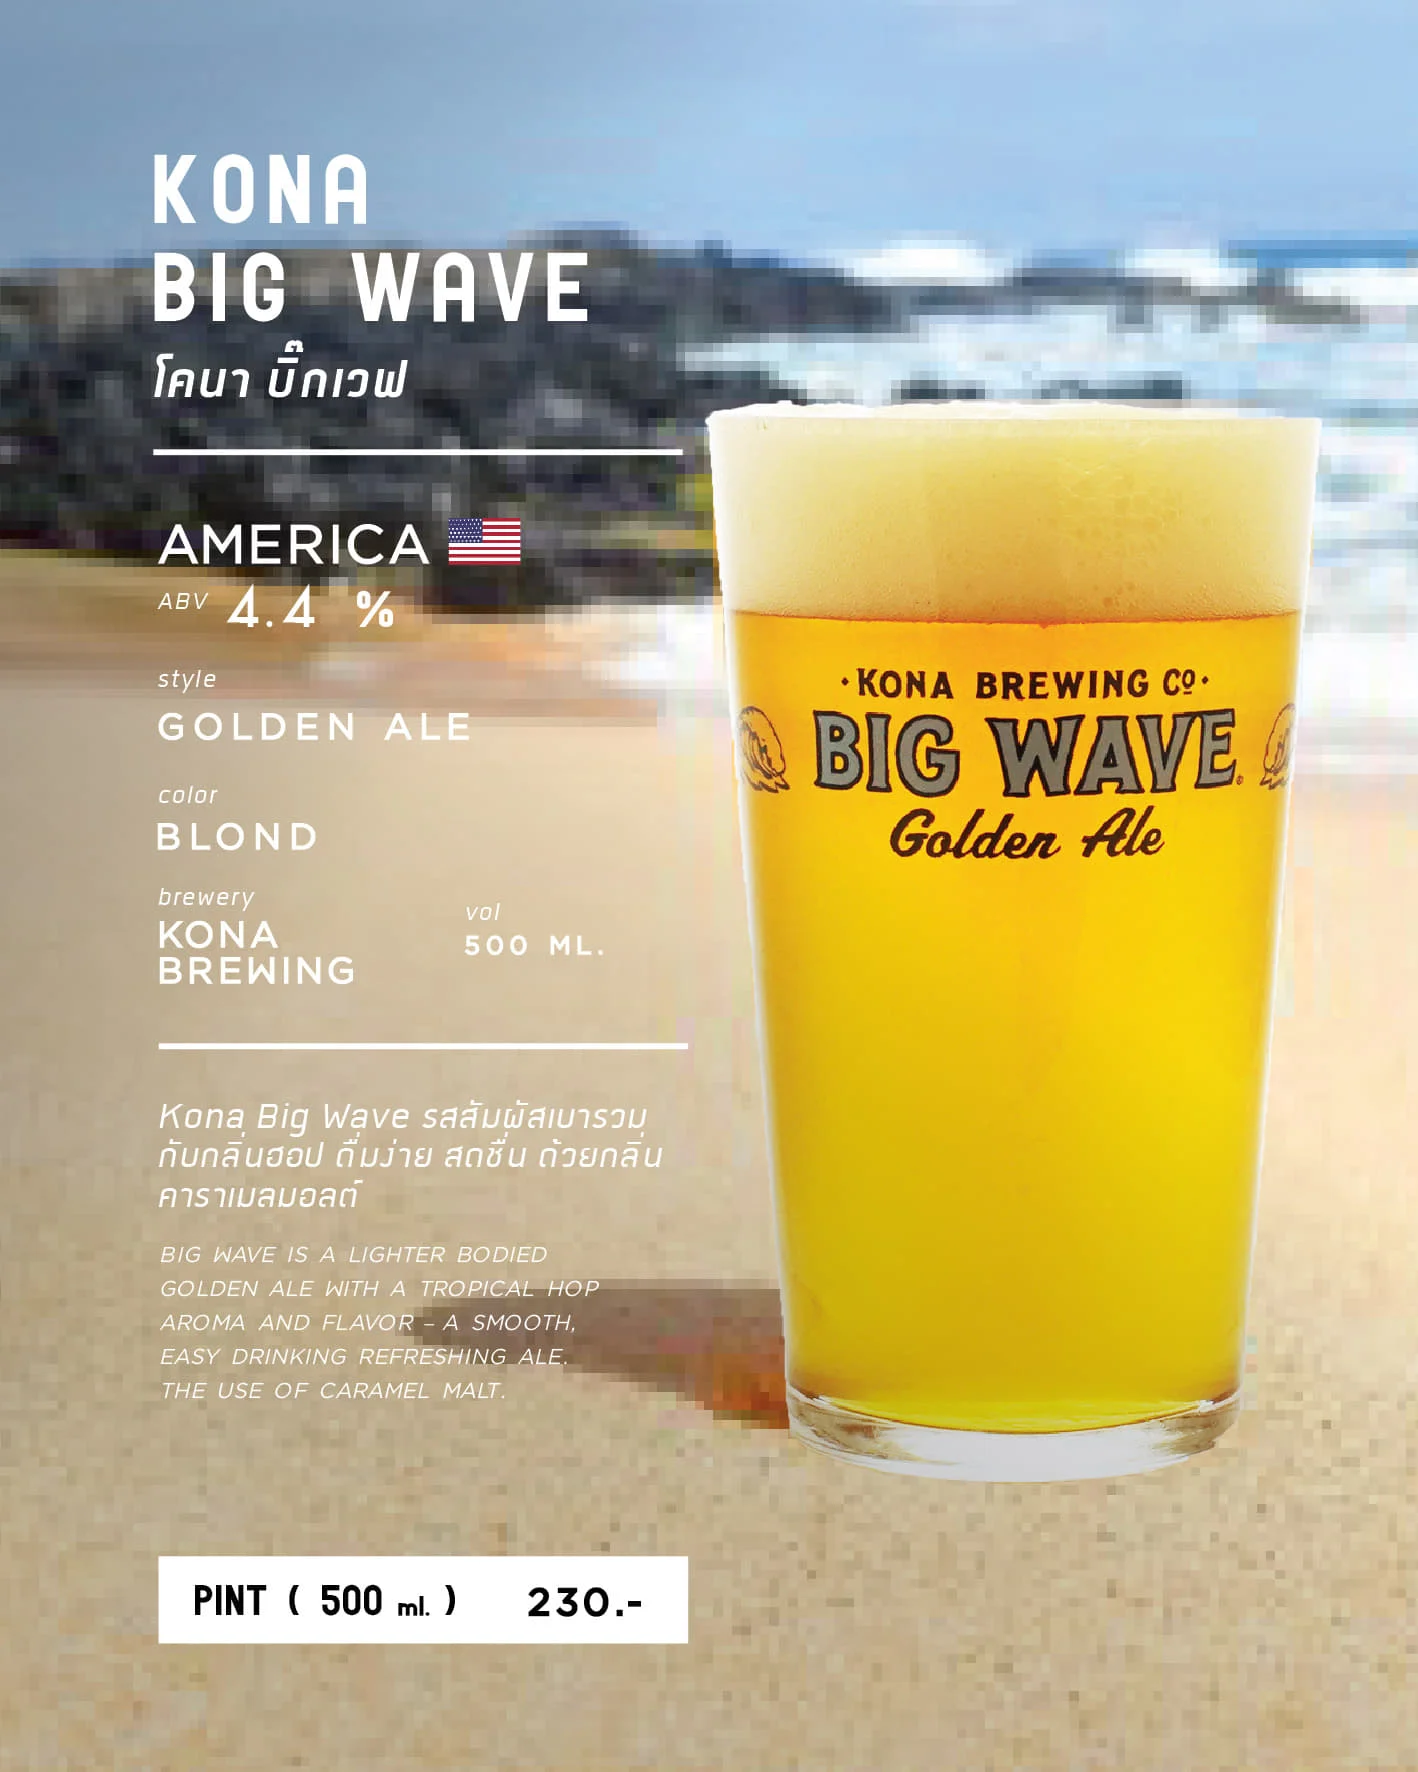 KONA
BIG WAVE
โคนา บิ๊กเวฟ
AMERICA
ABV 4.4 %
style
GOLDEN ALE
color
BLOND
brewery
KONA
BREWING
vol
500 ML.
Kona Big Wave รสสัมผัสเบารวม
กับกลิ่นฮอป ดื่มง่าย สดชื่น ด้วยกลิ่น
คาราเมลมอลต์
BIG WAVE IS A LIGHTER BODIED
GOLDEN ALE WITH A TROPICAL HOP
AROMA AND FLAVOR – A SMOOTH,
EASY DRINKING REFRESHING ALE.
THE USE OF CARAMEL MALT.
PINT ( 500 ml. ) 230.-
·KONA BREWING Cº·
BIG WAVE®
Golden Ale